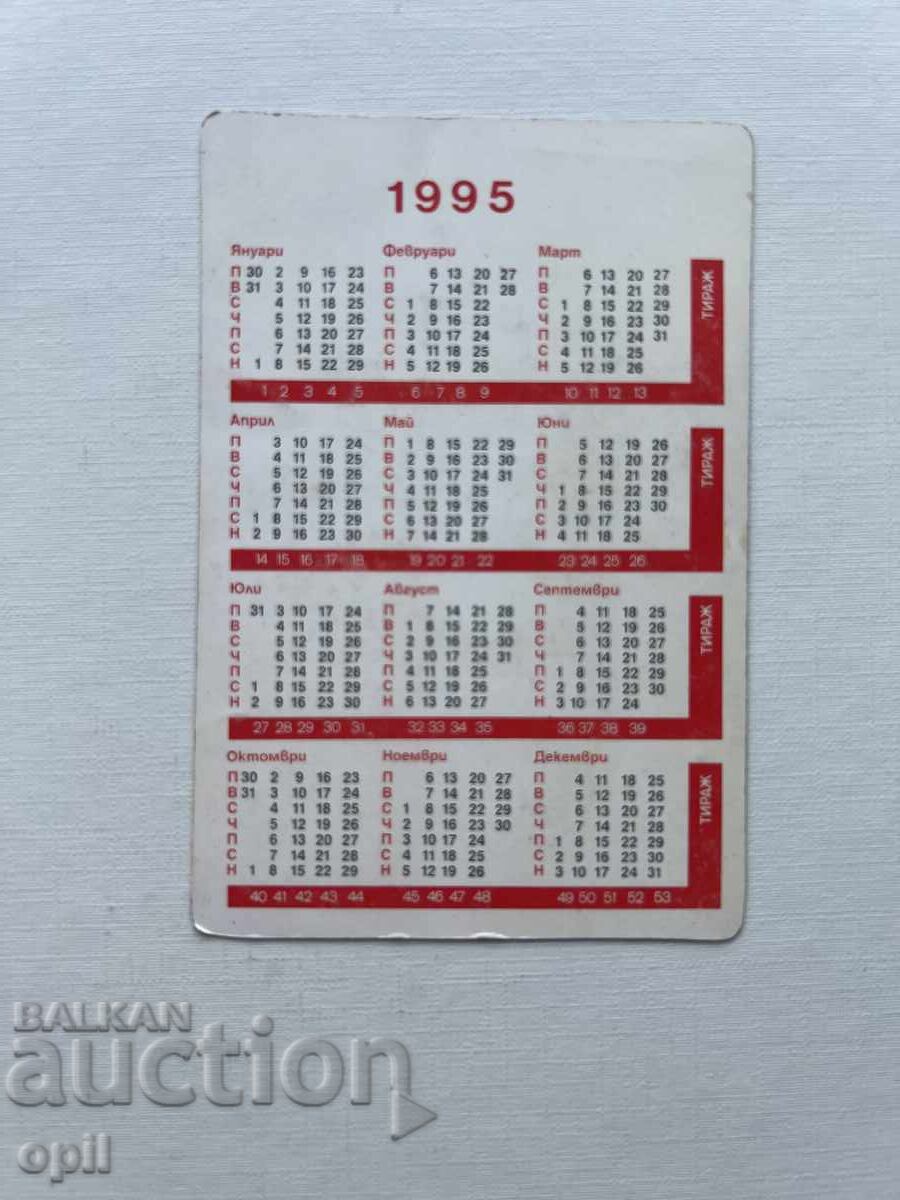 1995
Януари Февруари Март
П 30 2 9 16 23 П 6 13 20 27 П 6 13 20 27
В 31 3 10 17 24 В 7 14 21 28 В 7 14 21 28
С 4 11 18 25 С 1 8 15 22 С 1 8 15 22 29
Ч 5 12 19 26 Ч 2 9 16 23 Ч 2 9 16 23 30
П 6 13 20 27 П 3 10 17 24 П 3 10 17 24 31
С 7 14 21 28 С 4 11 18 25 С 4 11 18 25
Н 1 8 15 22 29 Н 5 12 19 26 Н 5 12 19 26
ТИРАЖ
1 2 3 4 5 6 7 8 9 10 11 12 13
Април Май Юни
П 3 10 17 24 П 1 8 15 22 29 П 5 12 19 26
В 4 11 18 25 В 2 9 16 23 30 В 6 13 20 27
С 5 12 19 26 С 3 10 17 24 31 С 7 14 21 28
Ч 6 13 20 27 Ч 4 11 18 25 Ч 1 8 15 22 29
П 7 14 21 28 П 5 12 19 26 П 2 9 16 23 30
С 1 8 15 22 29 С 6 13 20 27 С 3 10 17 24
Н 2 9 16 23 30 Н 7 14 21 28 Н 4 11 18 25
ТИРАЖ
14 15 16 17 18 19 20 21 22 23 24 25 26
Юли Август Септември
П 31 3 10 17 24 П 7 14 21 28 П 4 11 18 25
В 4 11 18 25 В 1 8 15 22 29 В 5 12 19 26
С 5 12 19 26 С 2 9 16 23 30 С 6 13 20 27
Ч 6 13 20 27 Ч 3 10 17 24 31 Ч 7 14 21 28
П 7 14 21 28 П 4 11 18 25 П 1 8 15 22 29
С 1 8 15 22 29 С 5 12 19 26 С 2 9 16 23 30
Н 2 9 16 23 30 Н 6 13 20 27 Н 3 10 17 24
ТИРАЖ
27 28 29 30 31 32 33 34 35 36 37 38 39
Октомври Ноември Декември
П 30 2 9 16 23 П 6 13 20 27 П 4 11 18 25
В 31 3 10 17 24 В 7 14 21 28 В 5 12 19 26
С 4 11 18 25 С 1 8 15 22 29 С 6 13 20 27
Ч 5 12 19 26 Ч 2 9 16 23 30 Ч 7 14 21 28
П 6 13 20 27 П 3 10 17 24 П 1 8 15 22 29
С 7 14 21 28 С 4 11 18 25 С 2 9 16 23 30
Н 1 8 15 22 29 Н 5 12 19 26 Н 3 10 17 24 31
ТИРАЖ
40 41 42 43 44 45 46 47 48 49 50 51 52 53
BALKAN
auction
opil